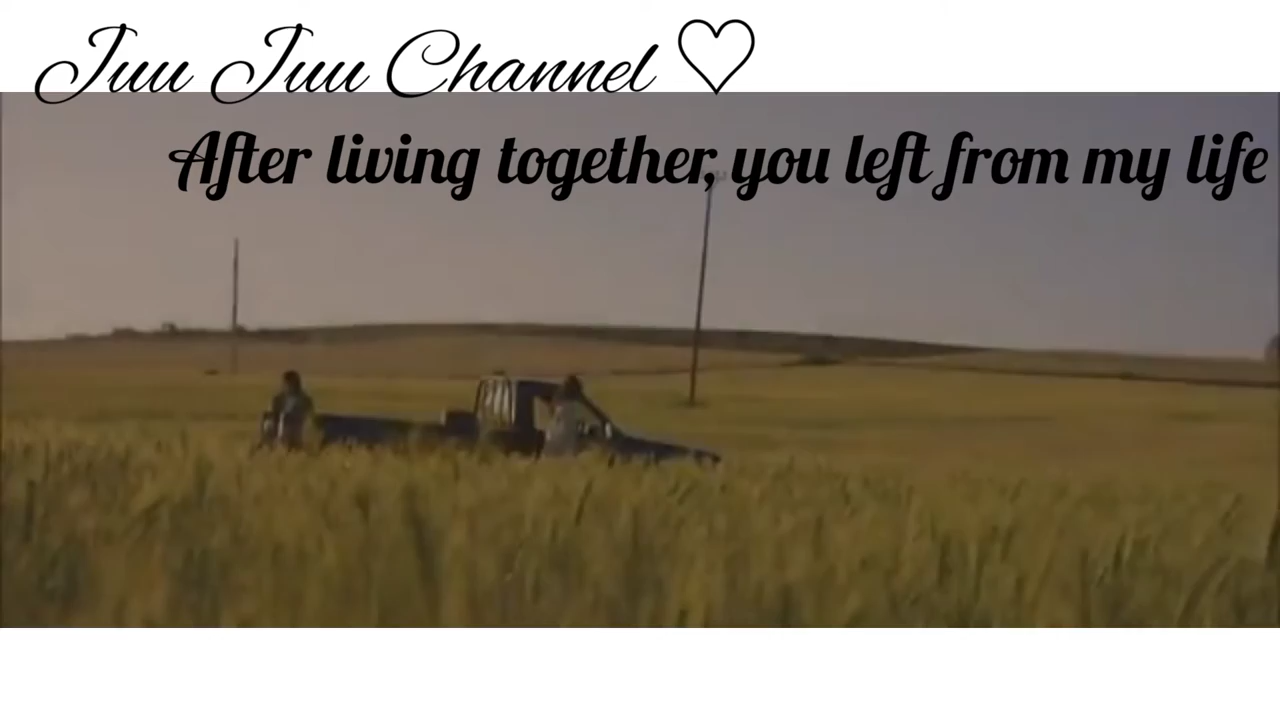 Juu Juu Channel ♡
After living together, you left from my life